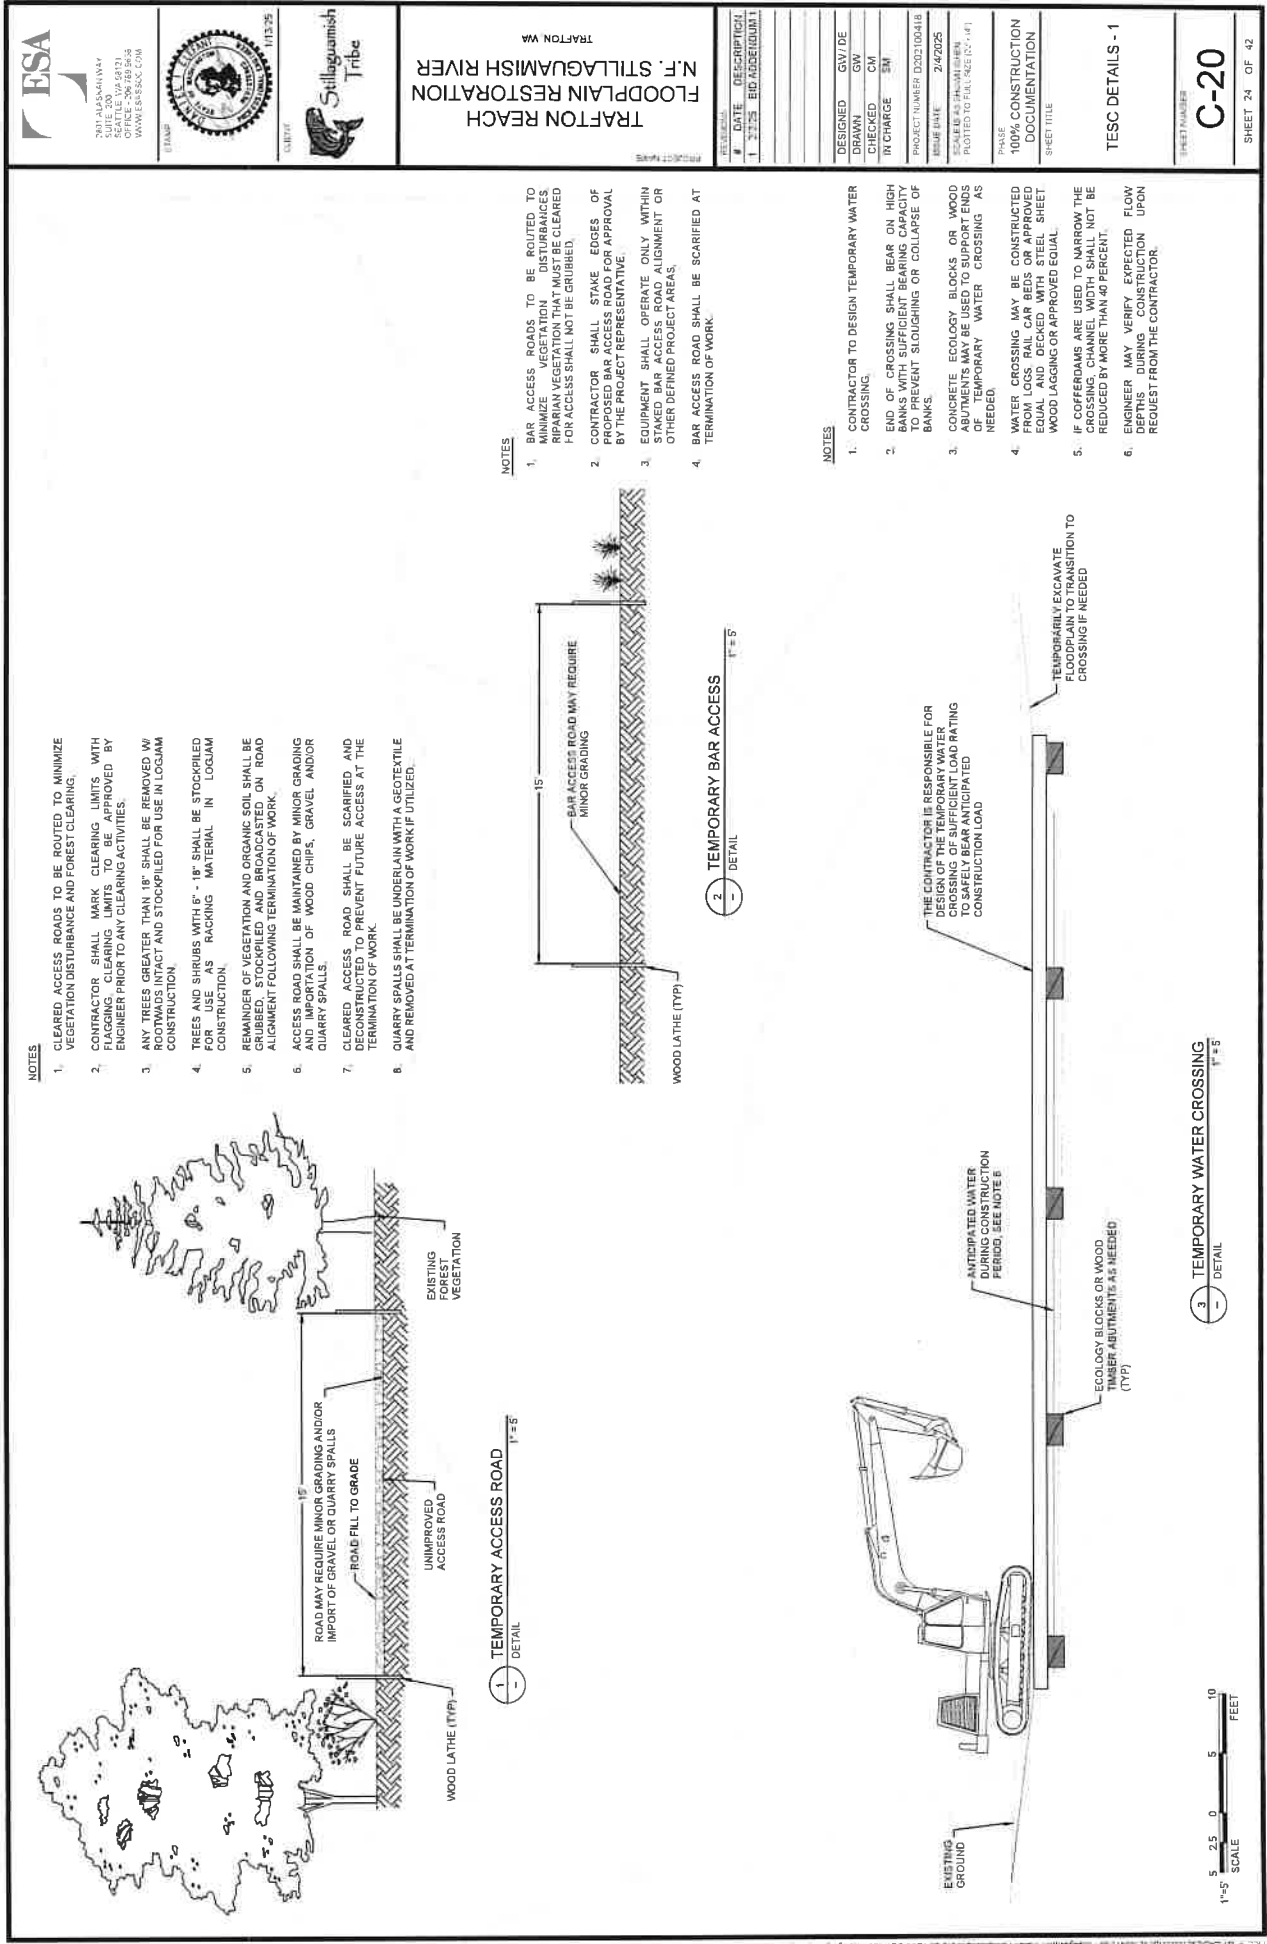 NOTES
1. CLEARED ACCESS ROADS TO BE ROUTED TO MINIMIZE
VEGETATION DISTURBANCE AND FOREST CLEARING.
2. CONTRACTOR SHALL MARK CLEARING LIMITS WITH
FLAGGING. CLEARING LIMITS TO BE APPROVED BY
ENGINEER PRIOR TO ANY CLEARING ACTIVITIES.
3. ANY TREES GREATER THAN 18" SHALL BE REMOVED W/
ROOTWADS INTACT AND STOCKPILED FOR USE IN LOGJAM
CONSTRUCTION.
4. TREES AND SHRUBS WITH 6" - 18" SHALL BE STOCKPILED
FOR USE AS RACKING MATERIAL IN LOGJAM
CONSTRUCTION.
5. REMAINDER OF VEGETATION AND ORGANIC SOIL SHALL BE
GRUBBED, STOCKPILED AND BROADCASTED ON ROAD
ALIGNMENT FOLLOWING TERMINATION OF WORK.
6. ACCESS ROAD SHALL BE MAINTAINED BY MINOR GRADING
AND IMPORTATION OF WOOD CHIPS, GRAVEL AND/OR
QUARRY SPALLS.
7. CLEARED ACCESS ROAD SHALL BE SCARIFIED AND
DECONSTRUCTED TO PREVENT FUTURE ACCESS AT THE
TERMINATION OF WORK.
8. QUARRY SPALLS SHALL BE UNDERLAIN WITH A GEOTEXTILE
AND REMOVED AT TERMINATION OF WORK IF UTILIZED.
15'
ROAD MAY REQUIRE MINOR GRADING AND/OR
IMPORT OF GRAVEL OR QUARRY SPALLS
ROAD FILL TO GRADE
UNIMPROVED
ACCESS ROAD
EXISTING
FOREST
VEGETATION
WOOD LATHE (TYP)
1
–
TEMPORARY ACCESS ROAD
DETAIL
1" = 5'
NOTES
1. BAR ACCESS ROADS TO BE ROUTED TO
MINIMIZE VEGETATION DISTURBANCES.
RIPARIAN VEGETATION THAT MUST BE CLEARED
FOR ACCESS SHALL NOT BE GRUBBED.
2. CONTRACTOR SHALL STAKE EDGES OF
PROPOSED BAR ACCESS ROAD FOR APPROVAL
BY THE PROJECT REPRESENTATIVE.
3. EQUIPMENT SHALL OPERATE ONLY WITHIN
STAKED BAR ACCESS ROAD ALIGNMENT OR
OTHER DEFINED PROJECT AREAS.
4. BAR ACCESS ROAD SHALL BE SCARIFIED AT
TERMINATION OF WORK.
15'
BAR ACCESS ROAD MAY REQUIRE
MINOR GRADING
WOOD LATHE (TYP)
2
–
TEMPORARY BAR ACCESS
DETAIL
1" = 5'
NOTES
1. CONTRACTOR TO DESIGN TEMPORARY WATER
CROSSING.
2. END OF CROSSING SHALL BEAR ON HIGH
BANKS WITH SUFFICIENT BEARING CAPACITY
TO PREVENT SLOUGHING OR COLLAPSE OF
BANKS.
3. CONCRETE ECOLOGY BLOCKS OR WOOD
ABUTMENTS MAY BE USED TO SUPPORT ENDS
OF TEMPORARY WATER CROSSING AS
NEEDED.
4. WATER CROSSING MAY BE CONSTRUCTED
FROM LOGS, RAIL CAR BEDS OR APPROVED
EQUAL AND DECKED WITH STEEL SHEET
WOOD LAGGING OR APPROVED EQUAL.
5. IF COFFERDAMS ARE USED TO NARROW THE
CROSSING, CHANNEL WIDTH SHALL NOT BE
REDUCED BY MORE THAN 40 PERCENT.
6. ENGINEER MAY VERIFY EXPECTED FLOW
DEPTHS DURING CONSTRUCTION UPON
REQUEST FROM THE CONTRACTOR.
THE CONTRACTOR IS RESPONSIBLE FOR
DESIGN OF THE TEMPORARY WATER
CROSSING OF SUFFICIENT LOAD RATING
TO SAFELY BEAR ANTICIPATED
CONSTRUCTION LOAD
TEMPORARILY EXCAVATE
FLOODPLAIN TO TRANSITION TO
CROSSING IF NEEDED
ANTICIPATED WATER
DURING CONSTRUCTION
PERIOD, SEE NOTE 6
ECOLOGY BLOCKS OR WOOD
TIMBER ABUTMENTS AS NEEDED
(TYP)
EXISTING
GROUND
3
–
TEMPORARY WATER CROSSING
DETAIL
1" = 5'
1"=5'
5 2.5 0 5 10
SCALE FEET
ESA
2801 ALASKAN WAY
SUITE 200
SEATTLE, WA 98121
STAMP
1/13/25
CLIENT
Stillaguamish
Tribe
TRAFTON REACH
FLOODPLAIN RESTORATION
N.F. STILLAGUAMISH RIVER
TRAFTON, WA
PROJECT NAME
REVISIONS
# DATE DESCRIPTION
1 2/2/25 BID ADDENDUM 1
DESIGNED GW / DE
DRAWN GW
CHECKED CM
IN CHARGE SM
PROJECT NUMBER D202100418
ISSUE DATE 2/4/2025
PHASE
100% CONSTRUCTION
DOCUMENTATION
SHEET TITLE
TESC DETAILS - 1
SHEET NUMBER
C-20
SHEET 24 OF 42